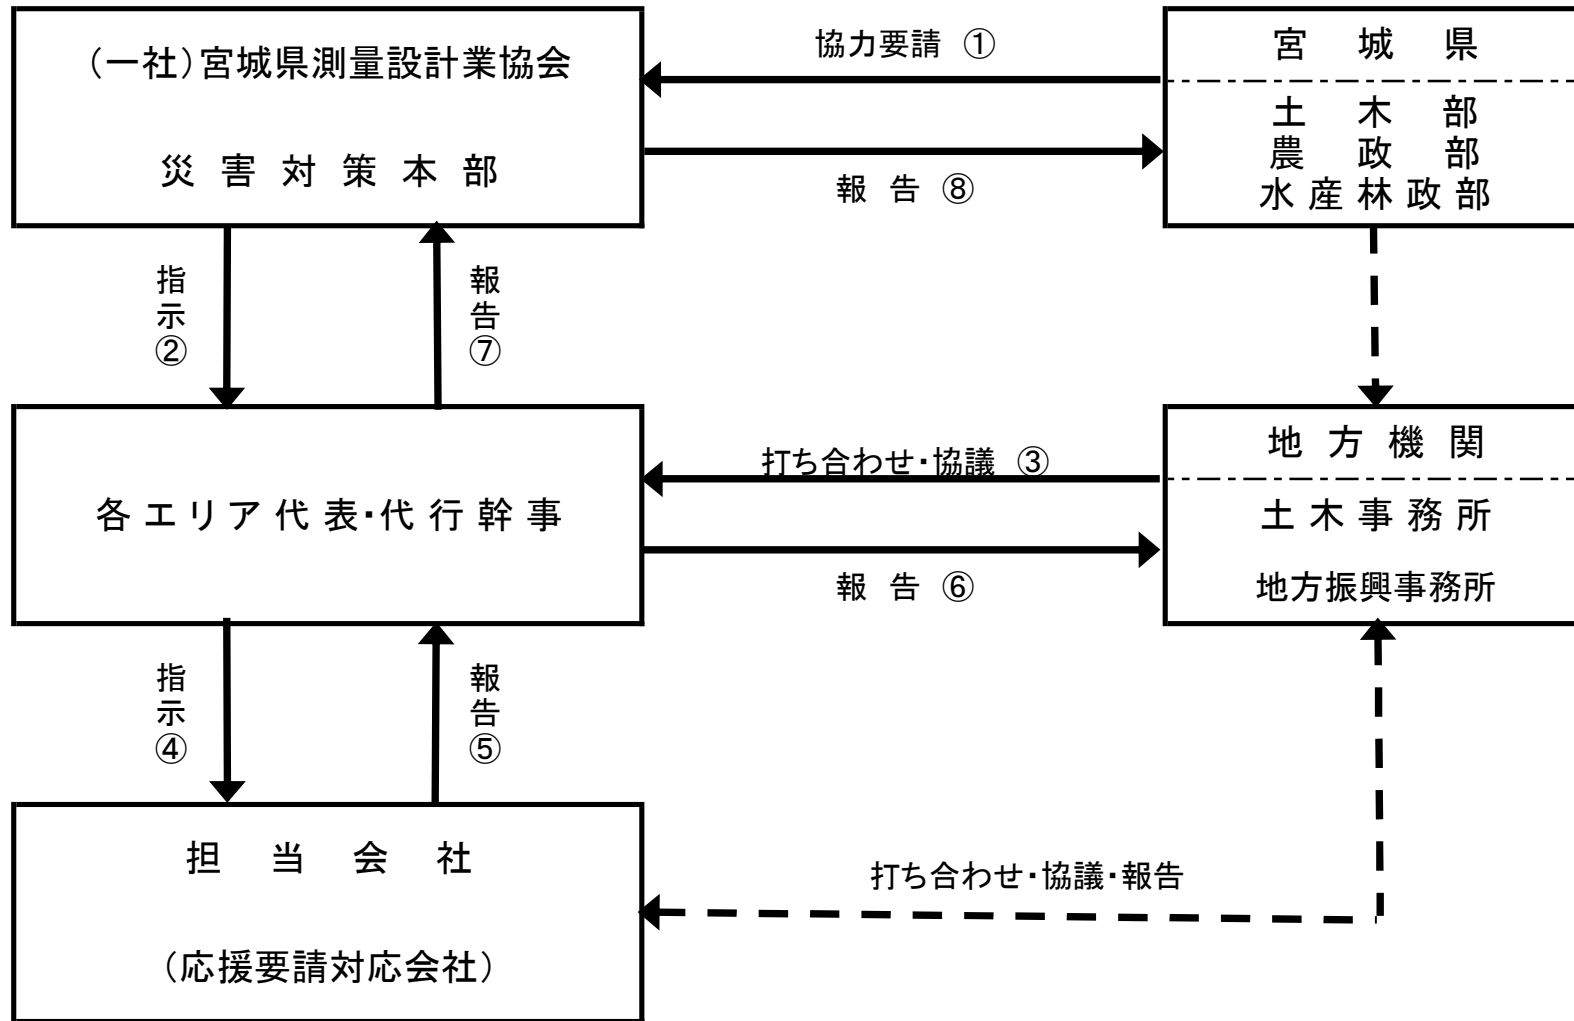 (一社)宮城県測量設計業協会
災害対策本部
協力要請 ①
報告 ⑧
宮城県
土木部
農政部
水産林政部
指示②
報告⑦
各エリア代表・代行幹事
打ち合わせ・協議 ③
報告 ⑥
地方機関
土木事務所
地方振興事務所
指示④
報告⑤
担当会社
(応援要請対応会社)
打ち合わせ・協議・報告